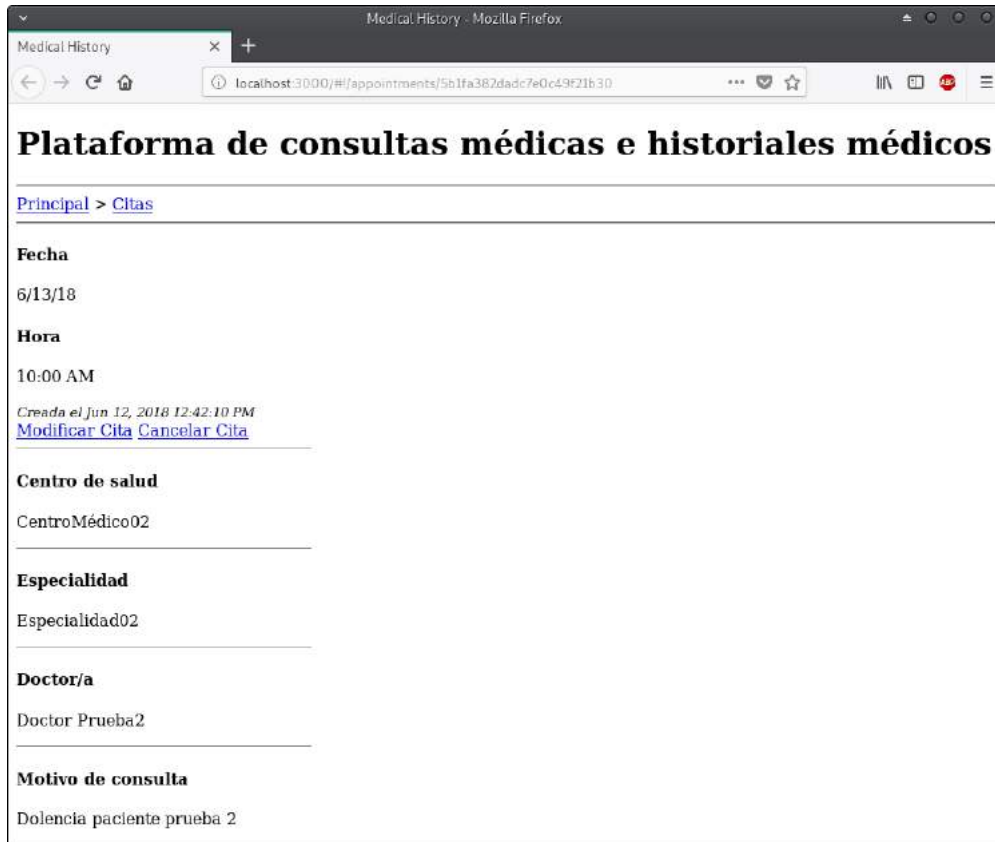 Medical History - Mozilla Firefox
Medical History
localhost:3000/#!/appointments/5b1fa382dadc7e0c49f21b30
ABP
Plataforma de consultas médicas e historiales médicos
Principal > Citas
Fecha
6/13/18
Hora
10:00 AM
Creada el Jun 12, 2018 12:42:10 PM
Modificar Cita Cancelar Cita
Centro de salud
CentroMédico02
Especialidad
Especialidad02
Doctor/a
Doctor Prueba2
Motivo de consulta
Dolencia paciente prueba 2